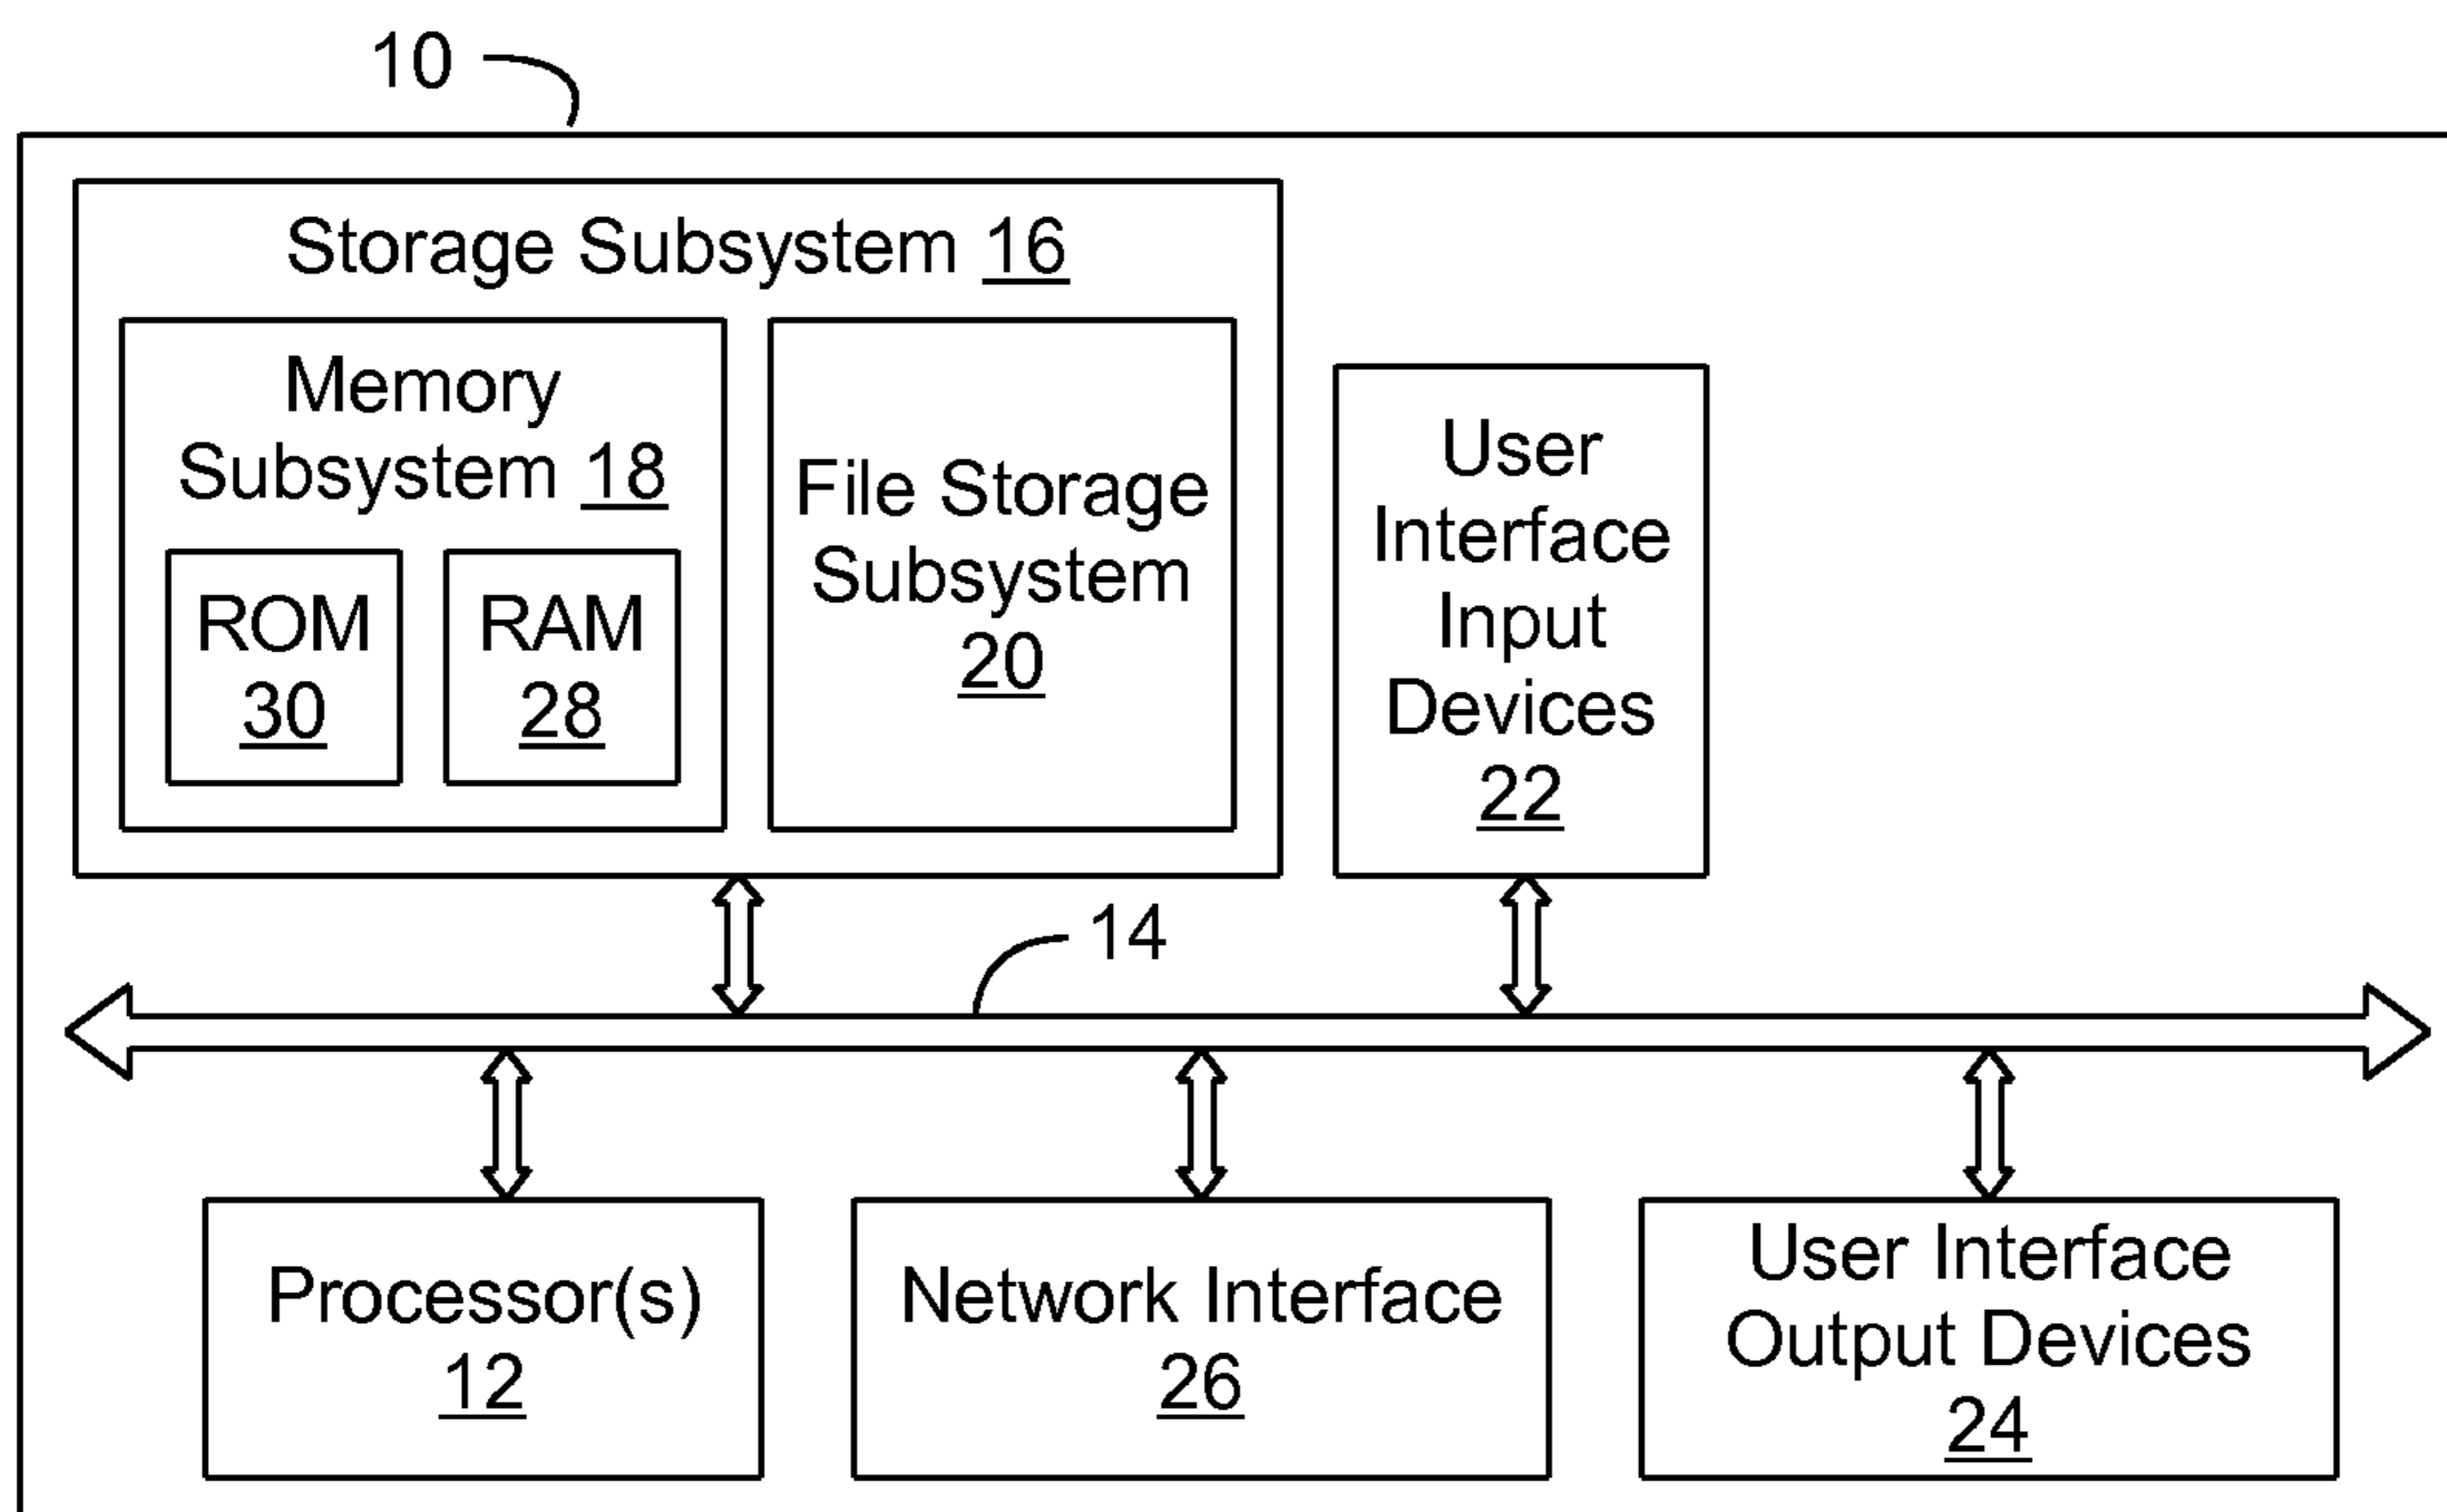 10
Storage Subsystem 16
Memory
Subsystem 18
ROM
30
RAM
28
File Storage
Subsystem
20
User
Interface
Input
Devices
22
14
Processor(s)
12
Network Interface
26
User Interface
Output Devices
24